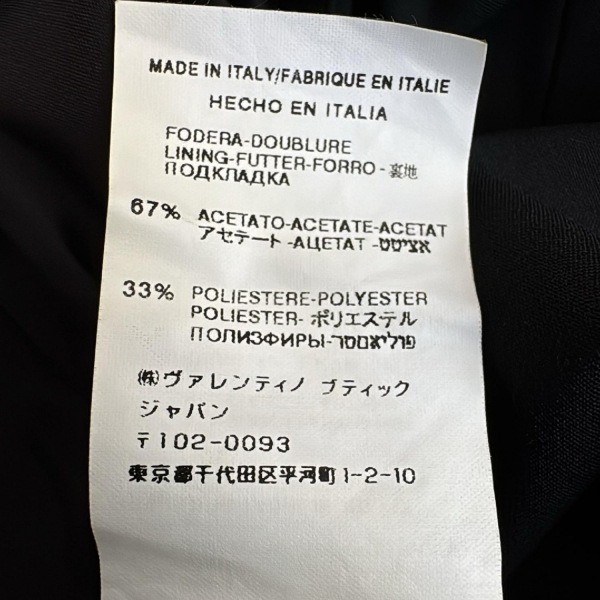 MADE IN ITALY/FABRIQUE EN ITALIE
HECHO EN ITALIA
FODERA-DOUBLURE
LINING-FUTTER-FORRO-裏地
ПОДКЛАДКА
67% ACETATO-ACETATE-ACETAT
アセテート-АЦЕТАТ-אציטט
33% POLIESTERE-POLYESTER
POLIESTER-ポリエステル
ПОЛИЭФИРЫ-פוליאסטר
㈱ヴァレンティノ ブティック
ジャパン
〒102-0093
東京都千代田区平河町1-2-10